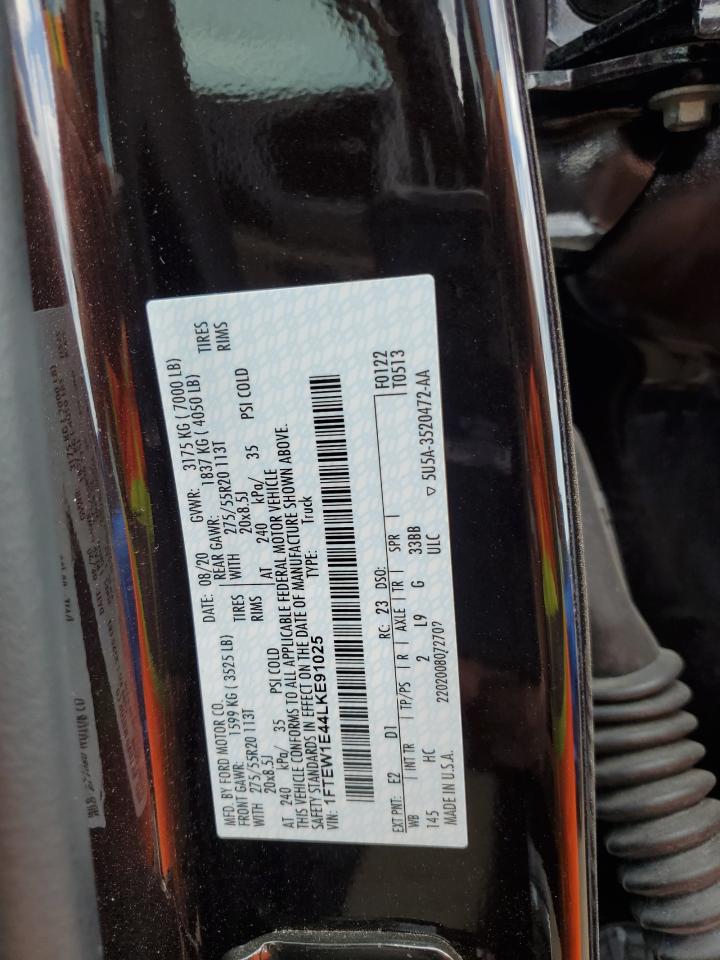 MFD. BY FORD MOTOR CO.
DATE: 08/20 GVWR: 3175 KG ( 7000 LB)
FRONT GAWR: 1599 KG ( 3525 LB) REAR GAWR: 1837 KG ( 4050 LB)
WITH 275/55R20 113T TIRES WITH 275/55R20 113T TIRES
20x8.5J RIMS 20x8.5J RIMS
AT 240 kPa/ 35 PSI COLD AT 240 kPa/ 35 PSI COLD
THIS VEHICLE CONFORMS TO ALL APPLICABLE FEDERAL MOTOR VEHICLE
SAFETY STANDARDS IN EFFECT ON THE DATE OF MANUFACTURE SHOWN ABOVE.
VIN: 1FTEW1E44LKE91025 TYPE: Truck
F0122
EXT PNT: E2 D1 RC: 23 DSO: T0513
WB INT TR TP/PS R AXLE TR SPR
145 HC 2 L9 G 33BB
220200807270? ULC ▽ 5U5A-3520472-AA
MADE IN U.S.A.